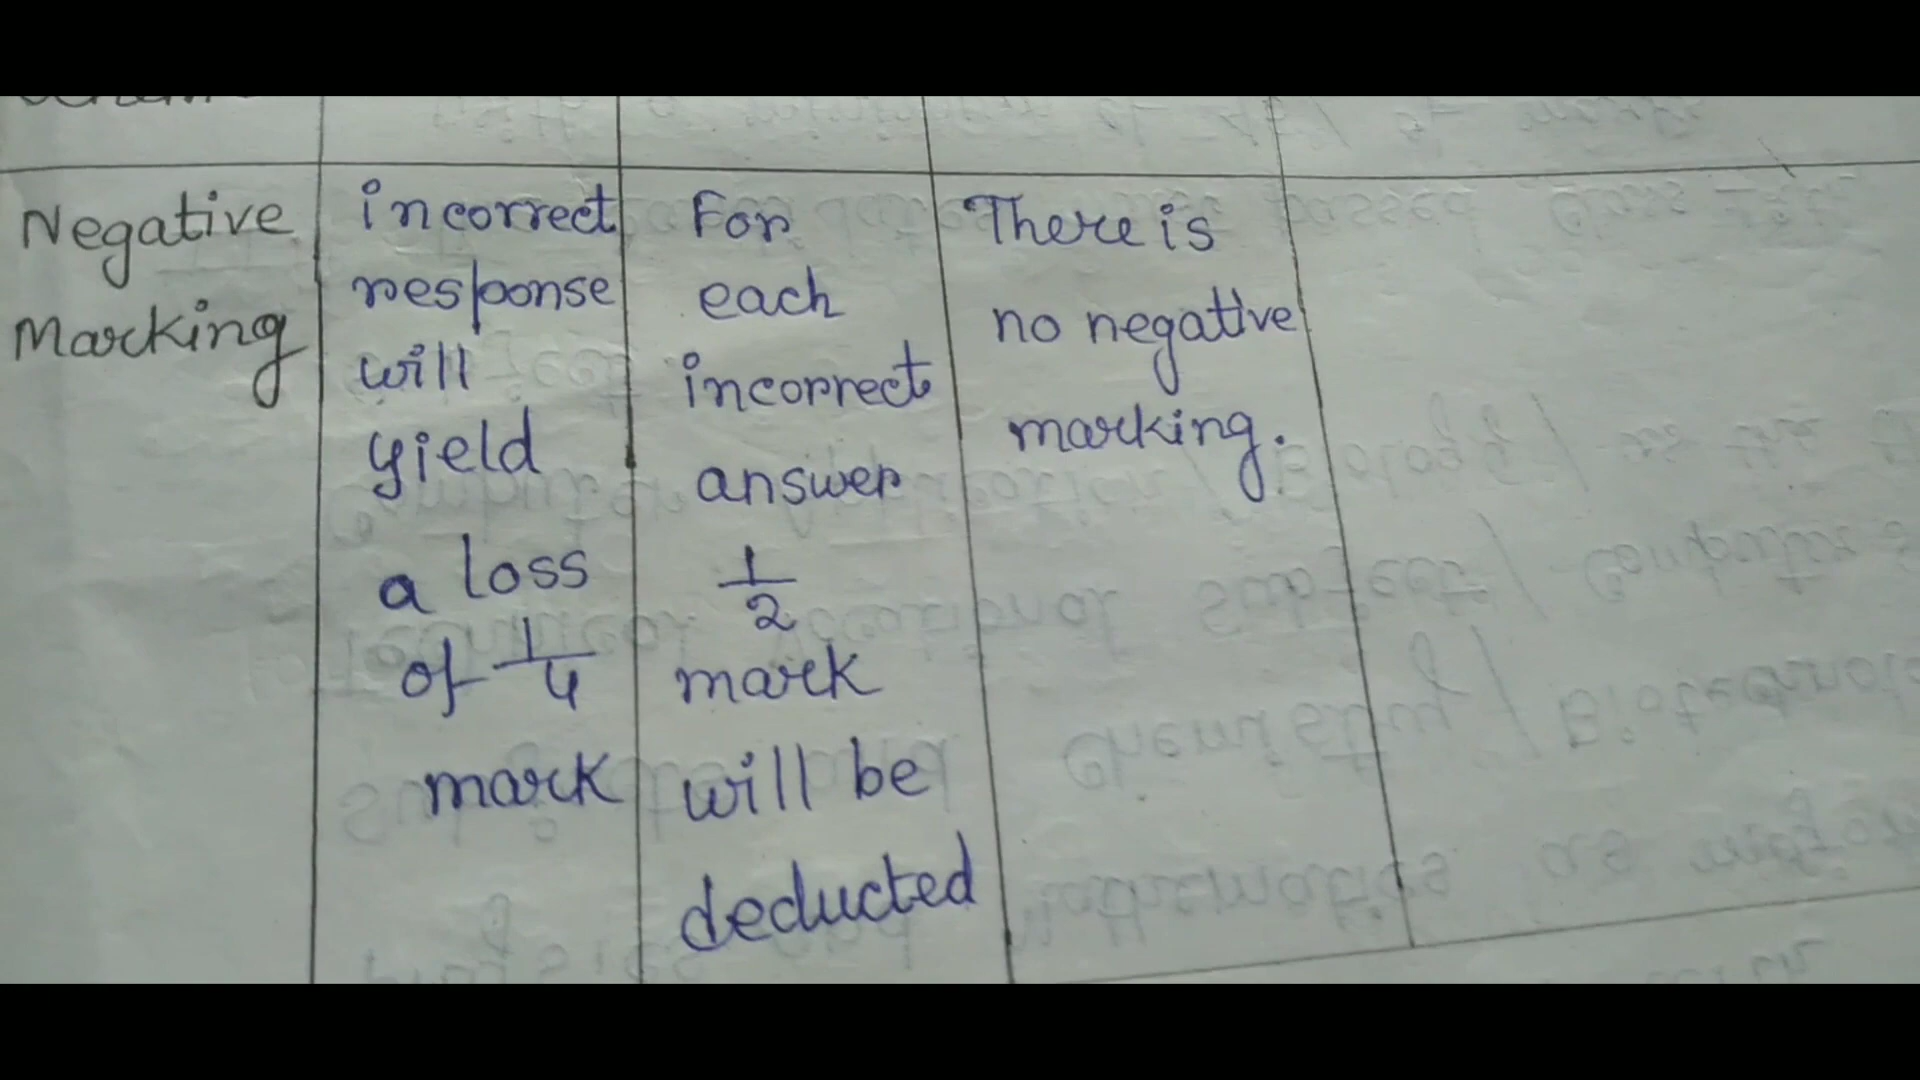 Negative
Marking
incorrect
response
will
yield
a loss
of 1/4
mark
For
each
incorrect
answer
1/2
mark
will be
deducted
There is
no negative
marking.